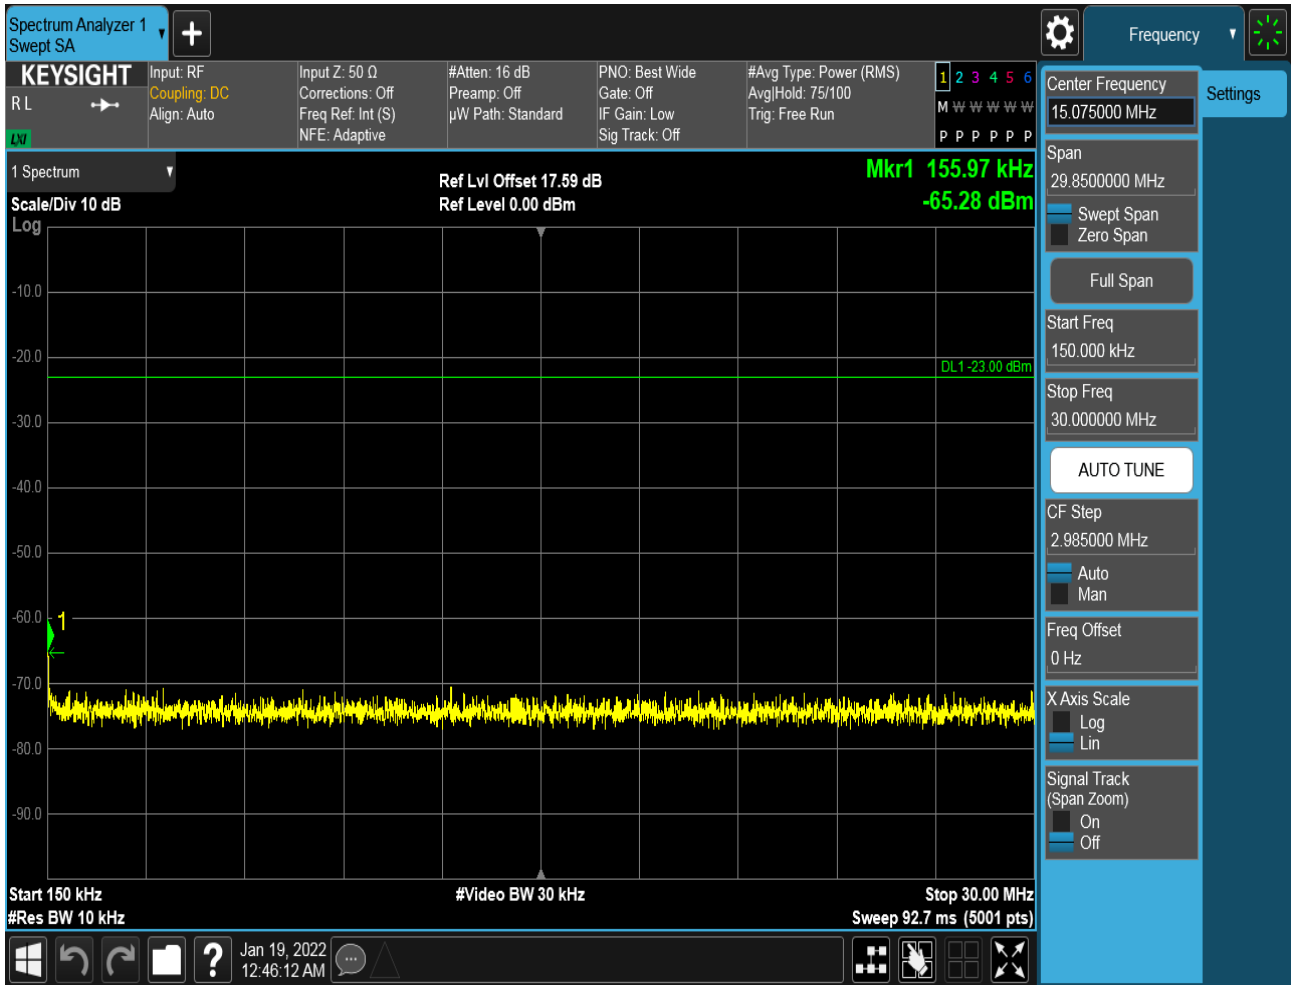 Spectrum Analyzer 1
Swept SA
Frequency
KEYSIGHT
R L
LXI
Input: RF
Coupling: DC
Align: Auto
Input Z: 50 Ω
Corrections: Off
Freq Ref: Int (S)
NFE: Adaptive
#Atten: 16 dB
Preamp: Off
µW Path: Standard
PNO: Best Wide
Gate: Off
IF Gain: Low
Sig Track: Off
#Avg Type: Power (RMS)
Avg|Hold: 75/100
Trig: Free Run
1 2 3 4 5 6
M W W W W W
P P P P P P
1 Spectrum
Scale/Div 10 dB
Log
Ref Lvl Offset 17.59 dB
Ref Level 0.00 dBm
Mkr1 155.97 kHz
-65.28 dBm
-10.0
-20.0
DL1 -23.00 dBm
-30.0
-40.0
-50.0
-60.0
1
-70.0
-80.0
-90.0
Start 150 kHz
#Video BW 30 kHz
Stop 30.00 MHz
#Res BW 10 kHz
Sweep 92.7 ms (5001 pts)
?
Jan 19, 2022
12:46:12 AM
Center Frequency
15.075000 MHz
Settings
Span
29.8500000 MHz
Swept Span
Zero Span
Full Span
Start Freq
150.000 kHz
Stop Freq
30.000000 MHz
AUTO TUNE
CF Step
2.985000 MHz
Auto
Man
Freq Offset
0 Hz
X Axis Scale
Log
Lin
Signal Track
(Span Zoom)
On
Off